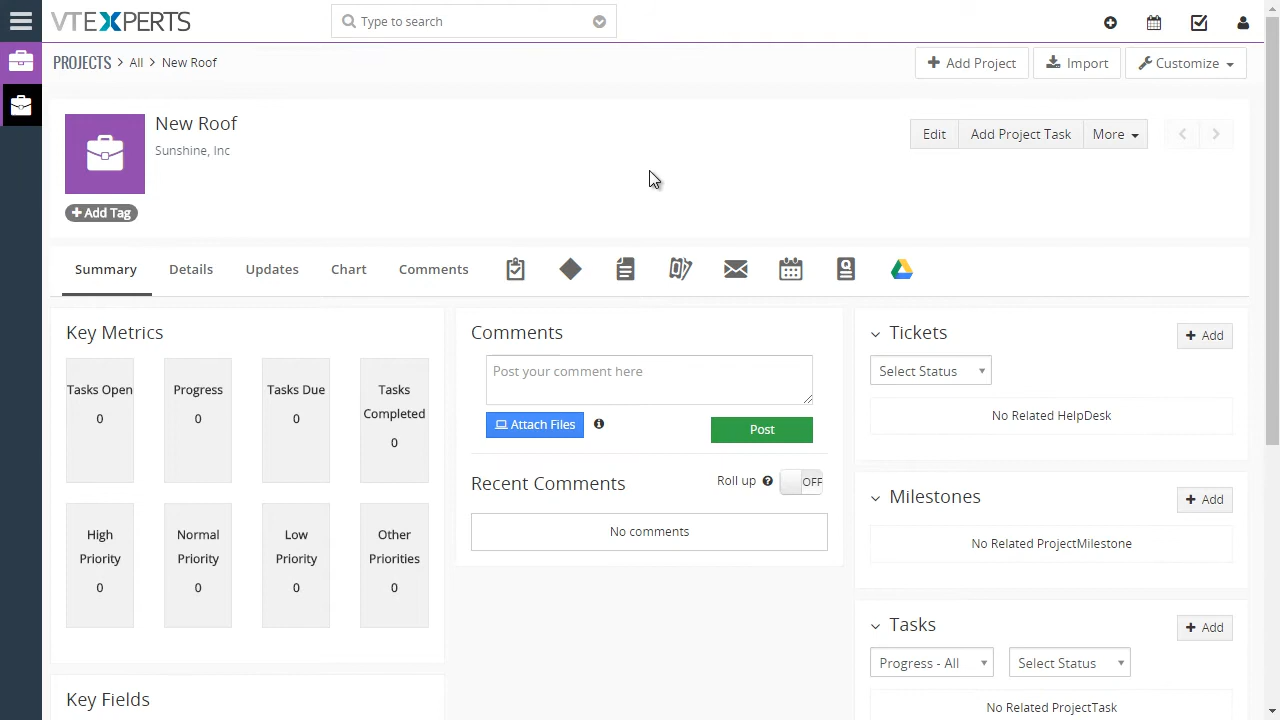 VTEXPERTS
Type to search
PROJECTS > All > New Roof
Add Project
Import
Customize
New Roof
Sunshine, Inc
Add Tag
Edit
Add Project Task
More
Summary
Details
Updates
Chart
Comments
Key Metrics
Tasks Open
0
Progress
0
Tasks Due
0
Tasks
Completed
0
High
Priority
0
Normal
Priority
0
Low
Priority
0
Other
Priorities
0
Key Fields
Comments
Post your comment here
Attach Files
Post
Recent Comments
Roll up
OFF
No comments
Tickets
Add
Select Status
No Related HelpDesk
Milestones
Add
No Related ProjectMilestone
Tasks
Add
Progress - All
Select Status
No Related ProjectTask